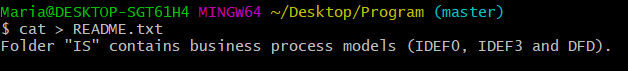 Maria@DESKTOP-SGT61H4 MINGW64 ~/Desktop/Program (master)
$ cat > README.txt
Folder "IS" contains business process models (IDEF0, IDEF3 and DFD).